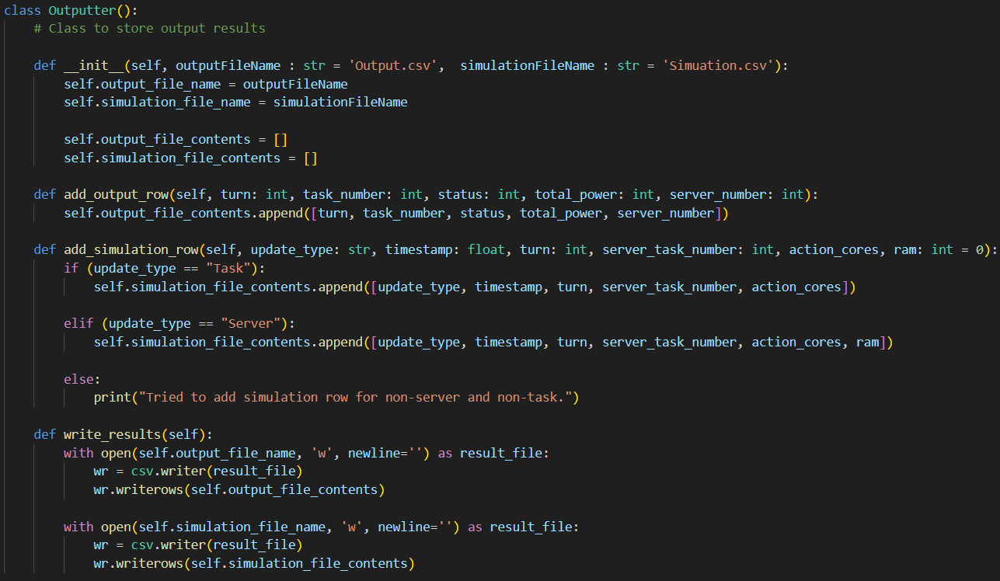 class Outputter():
    # Class to store output results

    def __init__(self, outputFileName : str = 'Output.csv',  simulationFileName : str = 'Simuation.csv'):
        self.output_file_name = outputFileName
        self.simulation_file_name = simulationFileName

        self.output_file_contents = []
        self.simulation_file_contents = []

    def add_output_row(self, turn: int, task_number: int, status: int, total_power: int, server_number: int):
        self.output_file_contents.append([turn, task_number, status, total_power, server_number])

    def add_simulation_row(self, update_type: str, timestamp: float, turn: int, server_task_number: int, action_cores, ram: int = 0):
        if (update_type == "Task"):
            self.simulation_file_contents.append([update_type, timestamp, turn, server_task_number, action_cores])

        elif (update_type == "Server"):
            self.simulation_file_contents.append([update_type, timestamp, turn, server_task_number, action_cores, ram])

        else:
            print("Tried to add simulation row for non-server and non-task.")

    def write_results(self):
        with open(self.output_file_name, 'w', newline='') as result_file:
            wr = csv.writer(result_file)
            wr.writerows(self.output_file_contents)

        with open(self.simulation_file_name, 'w', newline='') as result_file:
            wr = csv.writer(result_file)
            wr.writerows(self.simulation_file_contents)